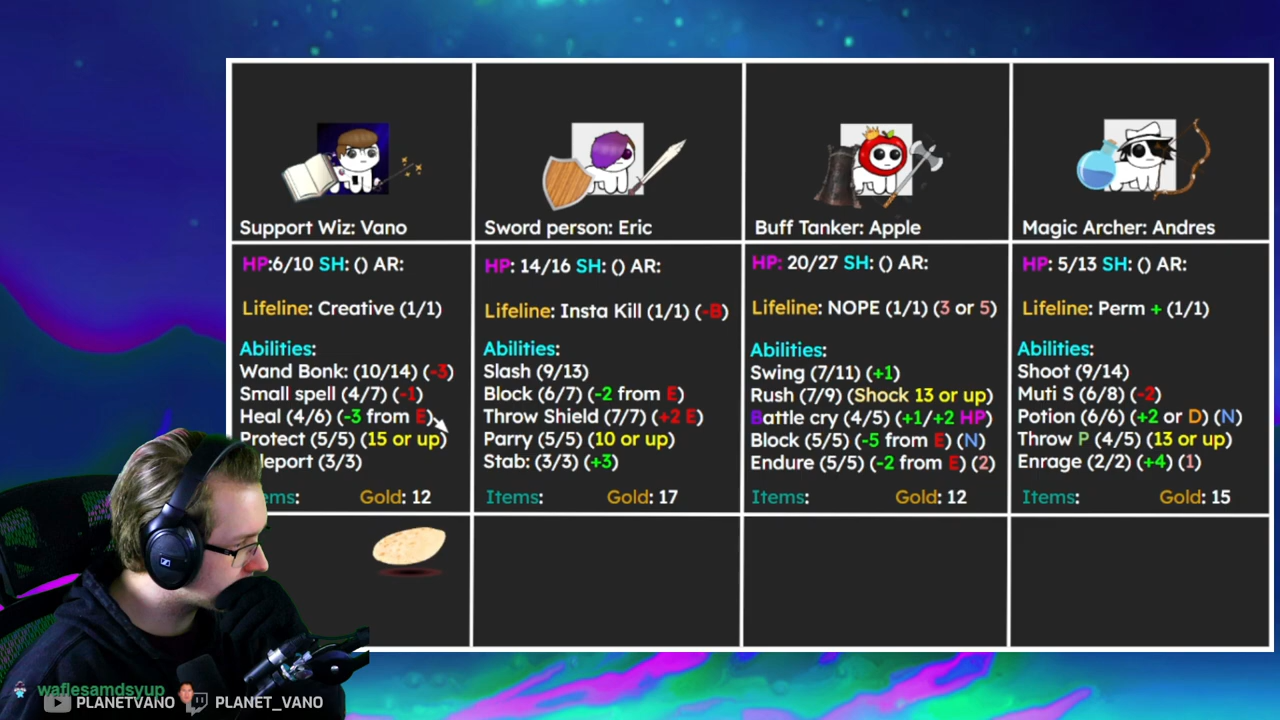 Support Wiz: Vano
HP:6/10 SH: () AR:
Lifeline: Creative (1/1)
Abilities:
Wand Bonk: (10/14) (-3)
Small spell (4/7) (-1)
Heal (4/6) (-3 from E)
Protect (5/5) (15 or up)
eleport (3/3)
ems: Gold: 12
Sword person: Eric
HP: 14/16 SH: () AR:
Lifeline: Insta Kill (1/1) (-B)
Abilities:
Slash (9/13)
Block (6/7) (-2 from E)
Throw Shield (7/7) (+2 E)
Parry (5/5) (10 or up)
Stab: (3/3) (+3)
Items: Gold: 17
Buff Tanker: Apple
HP: 20/27 SH: () AR:
Lifeline: NOPE (1/1) (3 or 5)
Abilities:
Swing (7/11) (+1)
Rush (7/9) (Shock 13 or up)
Battle cry (4/5) (+1/+2 HP)
Block (5/5) (-5 from E) (N)
Endure (5/5) (-2 from E) (2)
Items: Gold: 12
Magic Archer: Andres
HP: 5/13 SH: () AR:
Lifeline: Perm + (1/1)
Abilities:
Shoot (9/14)
Muti S (6/8) (-2)
Potion (6/6) (+2 or D) (N)
Throw P (4/5) (13 or up)
Enrage (2/2) (+4) (1)
Items: Gold: 15
waflesamdsyup
PLANETVANO PLANET_VANO